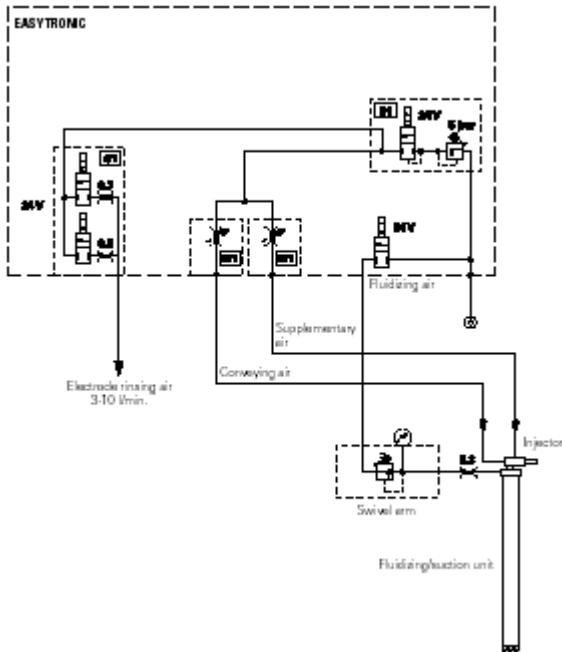 EASYTRONIC
24V
5 bar
24V
24V
Fluidizing air
Supplementary
air
Conveying air
Electrode rinsing air
3-10 l/min.
Injector
Swivel arm
Fluidizing/suction unit